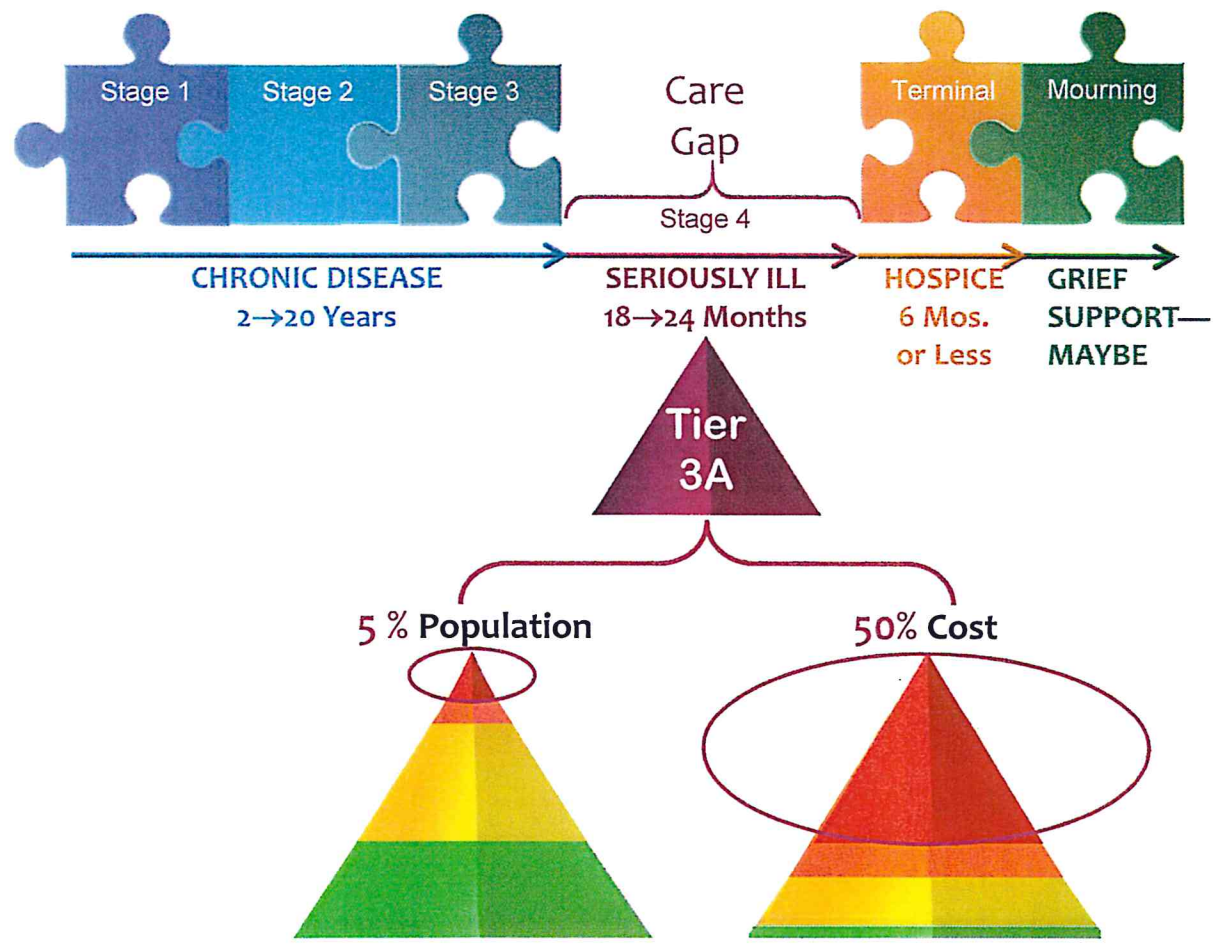 Stage 1
Stage 2
Stage 3
Care
Gap
Stage 4
Terminal
Mourning
CHRONIC DISEASE
2→20 Years
SERIOUSLY ILL
18→24 Months
HOSPICE
6 Mos.
or Less
GRIEF
SUPPORT—
MAYBE
Tier
3A
5 % Population
50% Cost